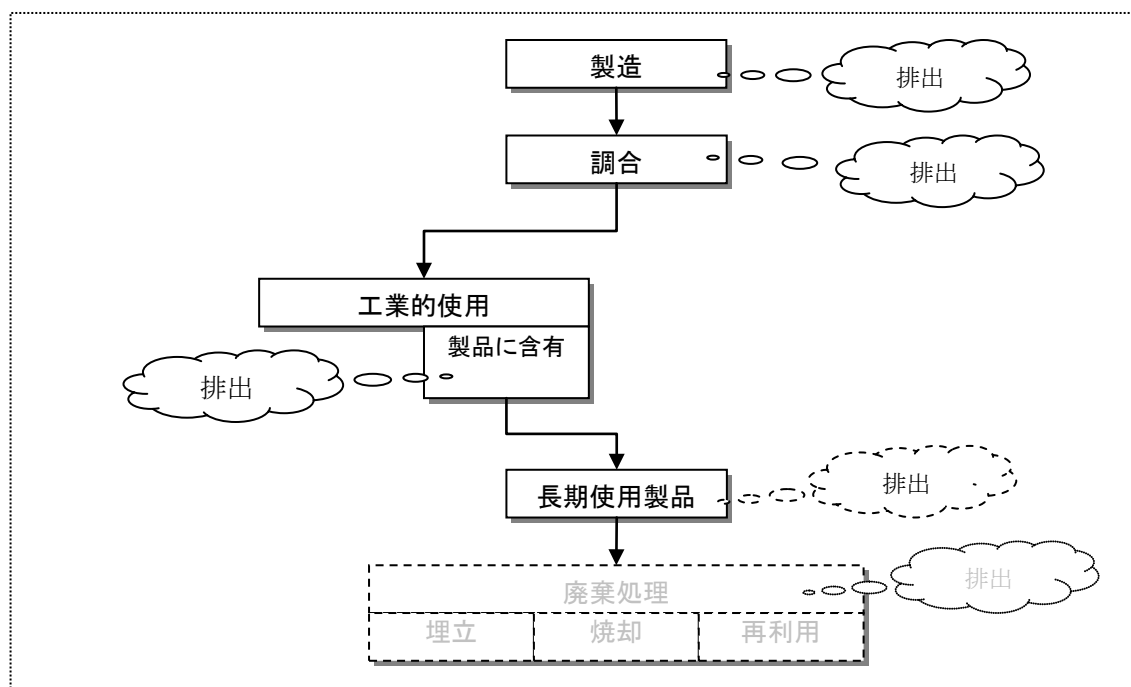 製造
排出
調合
排出
工業的使用
製品に含有
排出
長期使用製品
排出
廃棄処理
排出
埋立
焼却
再利用